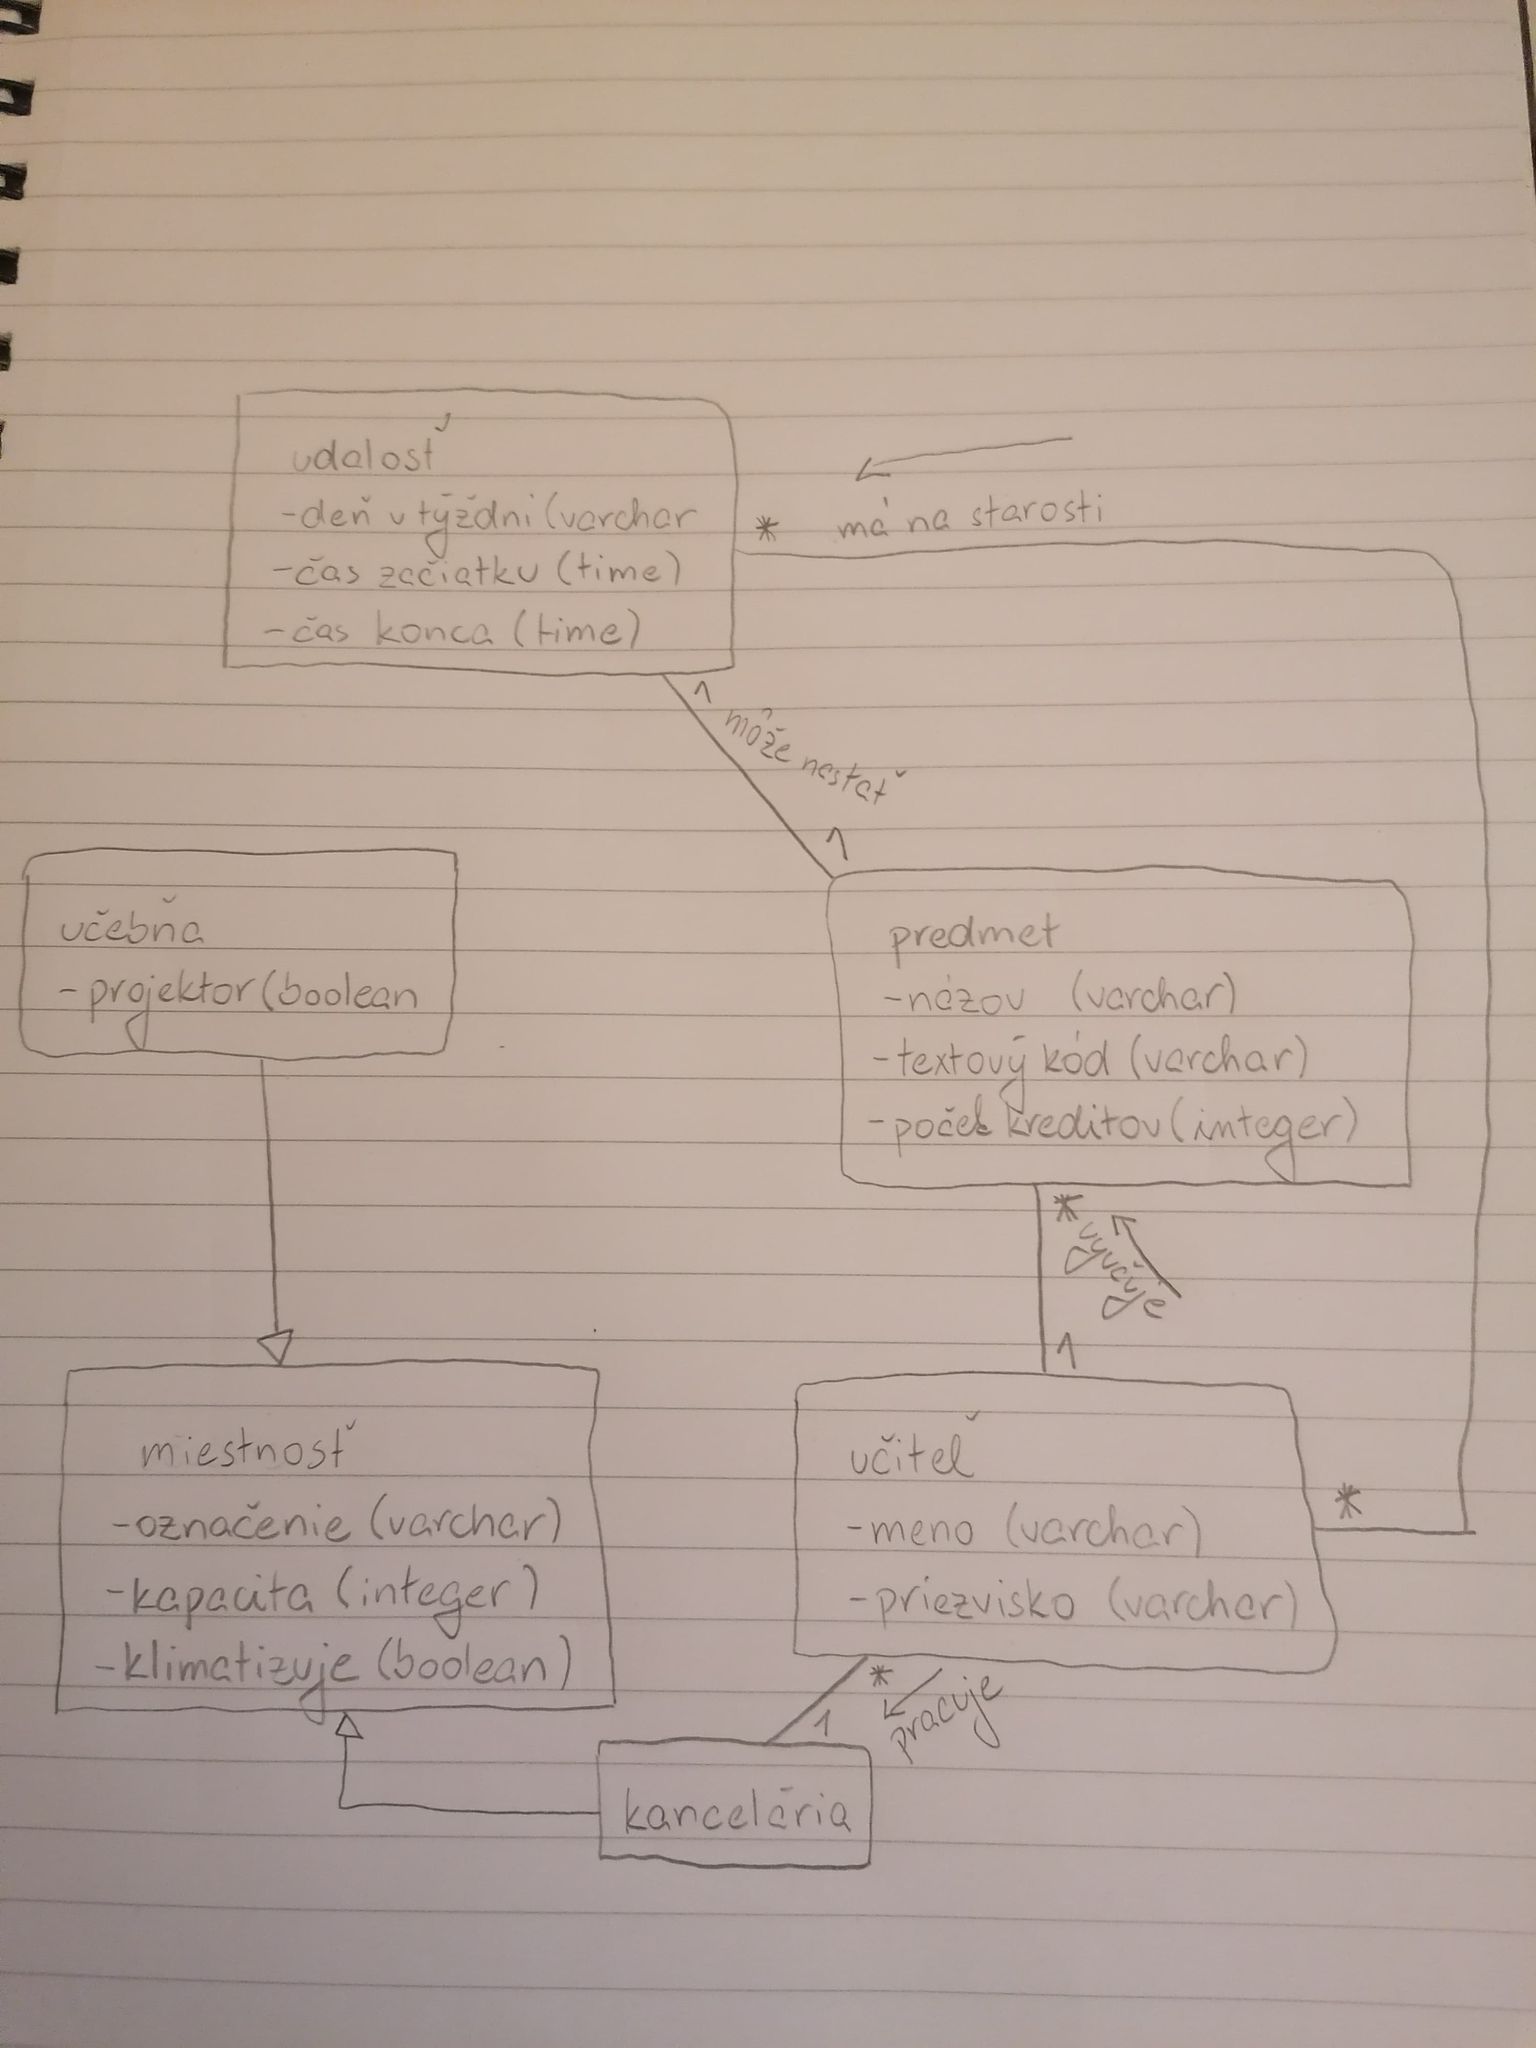 udalosť
-deň v týždni (varchar
-čas začiatku (time)
-čas konca (time)
* má na starosti
1
môže nastať
1
učebňa
-projektor (boolean
predmet
-názov (varchar)
-textový kód (varchar)
-počet kreditov (integer)
*
vyučuje
1
miestnosť
-označenie (varchar)
-kapacita (integer)
-klimatizuje (boolean)
učiteľ
-meno (varchar)
-priezvisko (varchar)
*
*
pracuje
1
kancelária